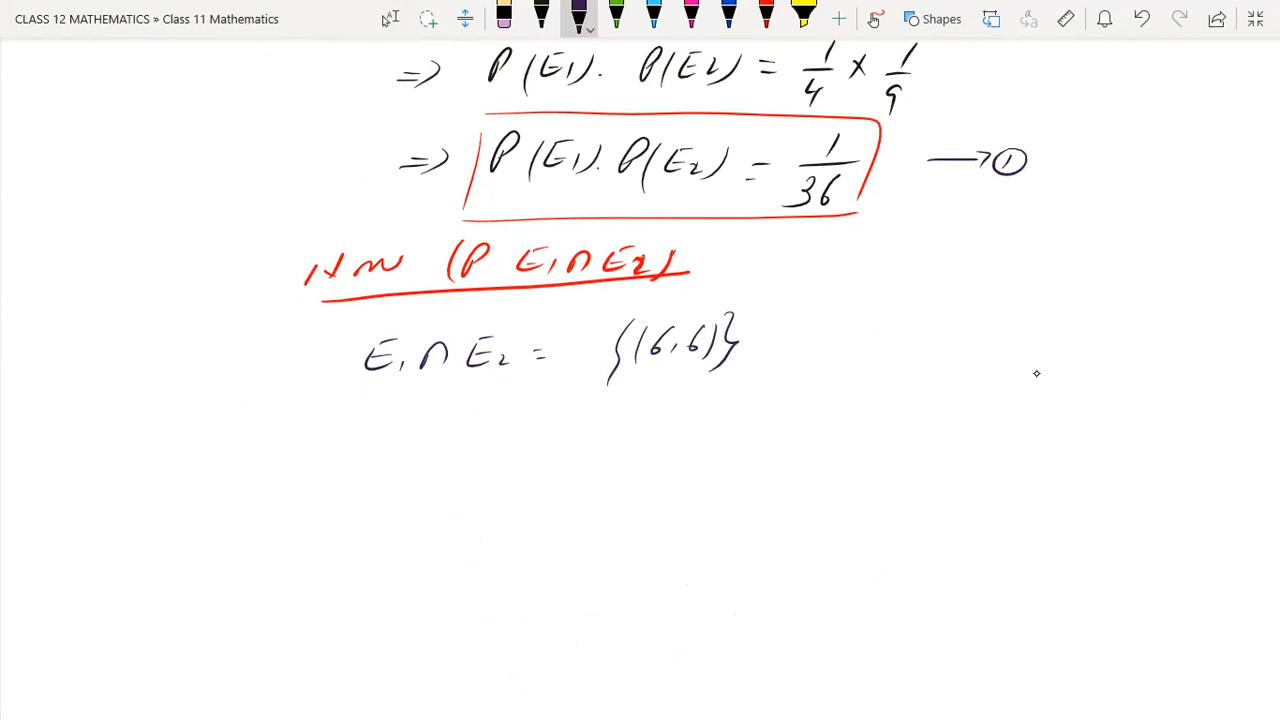 CLASS 12 MATHEMATICS » Class 11 Mathematics
Shapes
=> P(E1). P(E2) = 1/4 × 1/9
=> P(E1). P(E2) = 1/36 → ①
Now (P E1∩E2)
E1∩E2 = {(6,6)}